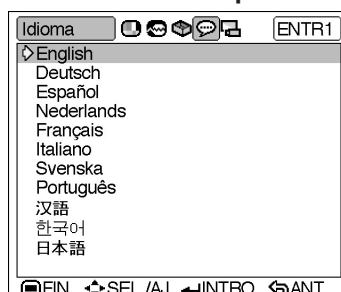 Idioma ENTR1
English
Deutsch
Español
Nederlands
Français
Italiano
Svenska
Português
汉語
한국어
日本語
FIN SEL./AJ. INTRO ANT.